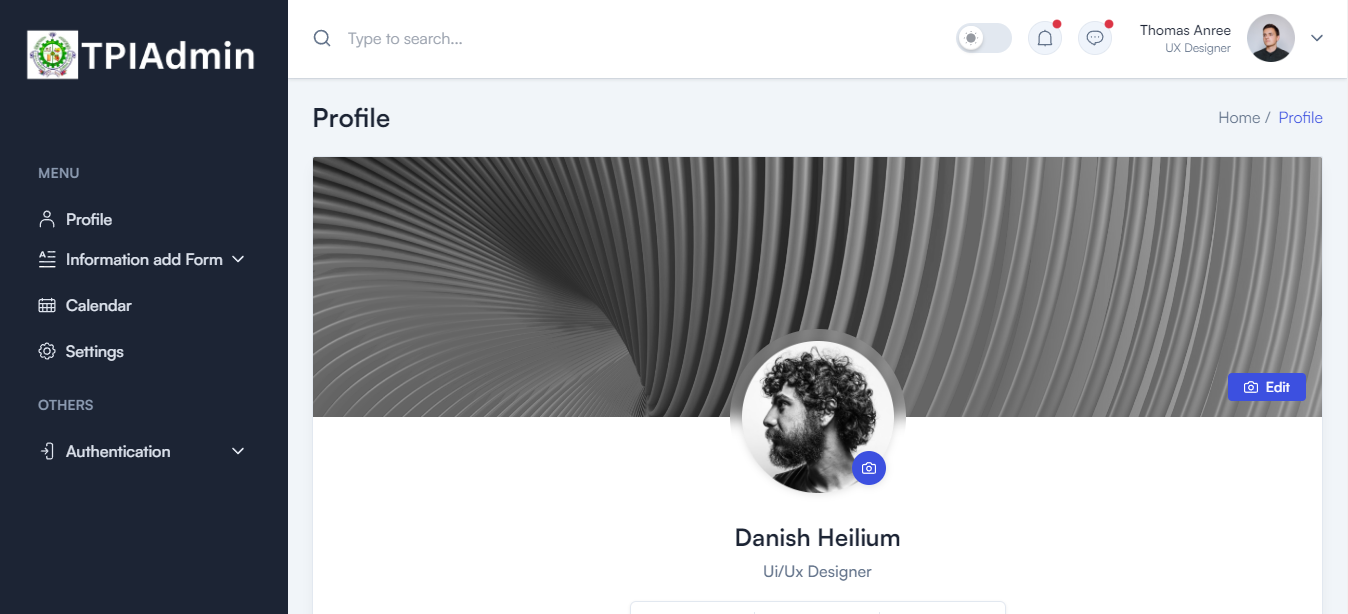 TPIAdmin
Type to search...
Thomas Anree
UX Designer
Profile
Home / Profile
MENU
Profile
Information add Form
Calendar
Settings
OTHERS
Authentication
Edit
Danish Heilium
Ui/Ux Designer